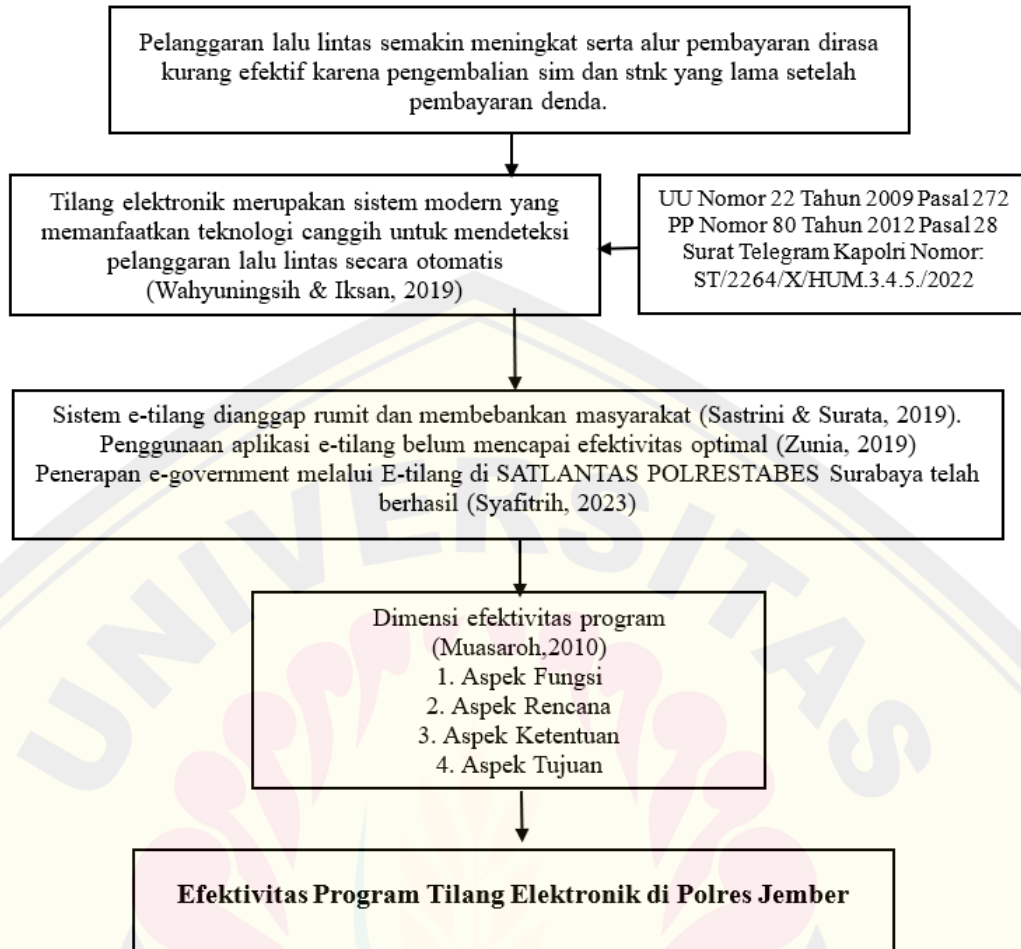 Pelanggaran lalu lintas semakin meningkat serta alur pembayaran dirasa
kurang efektif karena pengembalian sim dan stnk yang lama setelah
pembayaran denda.
Tilang elektronik merupakan sistem modern yang
memanfaatkan teknologi canggih untuk mendeteksi
pelanggaran lalu lintas secara otomatis
(Wahyuningsih & Iksan, 2019)
UU Nomor 22 Tahun 2009 Pasal 272
PP Nomor 80 Tahun 2012 Pasal 28
Surat Telegram Kapolri Nomor:
ST/2264/X/HUM.3.4.5./2022
Sistem e-tilang dianggap rumit dan membebankan masyarakat (Sastrini & Surata, 2019).
Penggunaan aplikasi e-tilang belum mencapai efektivitas optimal (Zunia, 2019)
Penerapan e-government melalui E-tilang di SATLANTAS POLRESTABES Surabaya telah
berhasil (Syafitrih, 2023)
Dimensi efektivitas program
(Muasaroh,2010)
1. Aspek Fungsi
2. Aspek Rencana
3. Aspek Ketentuan
4. Aspek Tujuan
Efektivitas Program Tilang Elektronik di Polres Jember
UNIVERSITAS